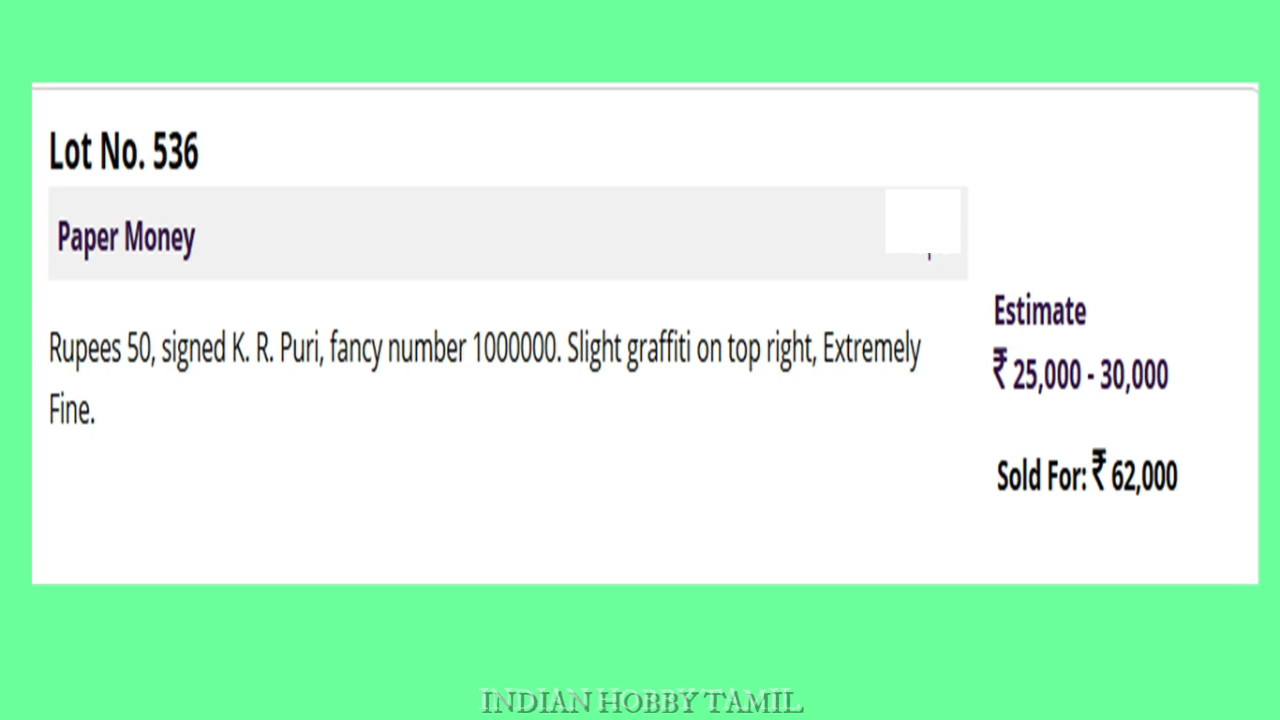 Lot No. 536
Paper Money
Rupees 50, signed K. R. Puri, fancy number 1000000. Slight graffiti on top right, Extremely
Fine.
Estimate
₹ 25,000 - 30,000
Sold For: ₹ 62,000
INDIAN HOBBY TAMIL